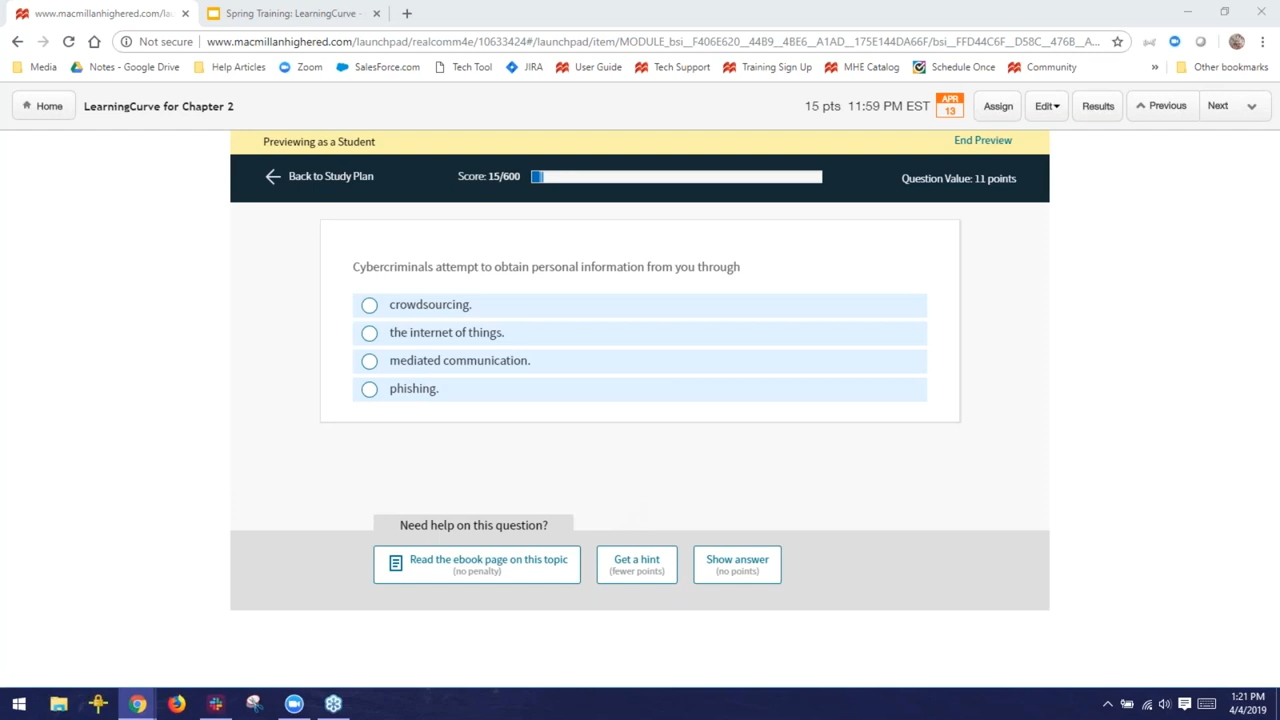 www.macmillanhighered.com/la
Spring Training: LearningCurve -
Not secure
www.macmillanhighered.com/launchpad/realcomm4e/10633424#/launchpad/item/MODULE_bsi__F406E620__44B9__4BE6__A1AD__175E144DA66F/bsi__FFD44C6F__D58C__476B__A...
Media
Notes - Google Drive
Help Articles
Zoom
SalesForce.com
Tech Tool
JIRA
User Guide
Tech Support
Training Sign Up
MHE Catalog
Schedule Once
Community
»
Other bookmarks
Home
LearningCurve for Chapter 2
15 pts 11:59 PM EST
APR
13
Assign
Edit
Results
Previous
Next
Previewing as a Student
End Preview
Back to Study Plan
Score: 15/600
Question Value: 11 points
Cybercriminals attempt to obtain personal information from you through
crowdsourcing.
the internet of things.
mediated communication.
phishing.
Need help on this question?
Read the ebook page on this topic
(no penalty)
Get a hint
(fewer points)
Show answer
(no points)
1:21 PM
4/4/2019